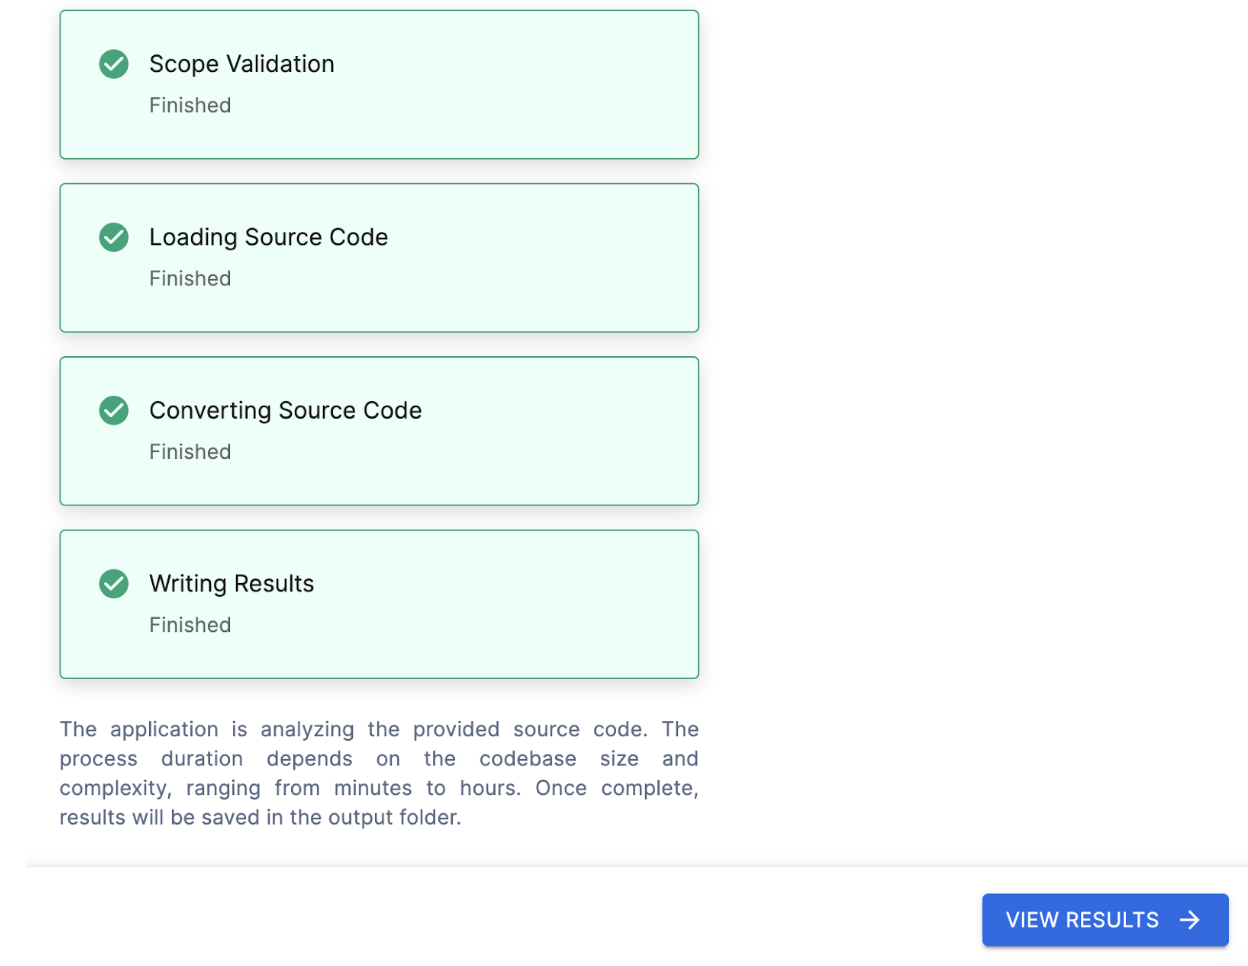 Scope Validation
Finished
Loading Source Code
Finished
Converting Source Code
Finished
Writing Results
Finished
The application is analyzing the provided source code. The
process duration depends on the codebase size and
complexity, ranging from minutes to hours. Once complete,
results will be saved in the output folder.
VIEW RESULTS